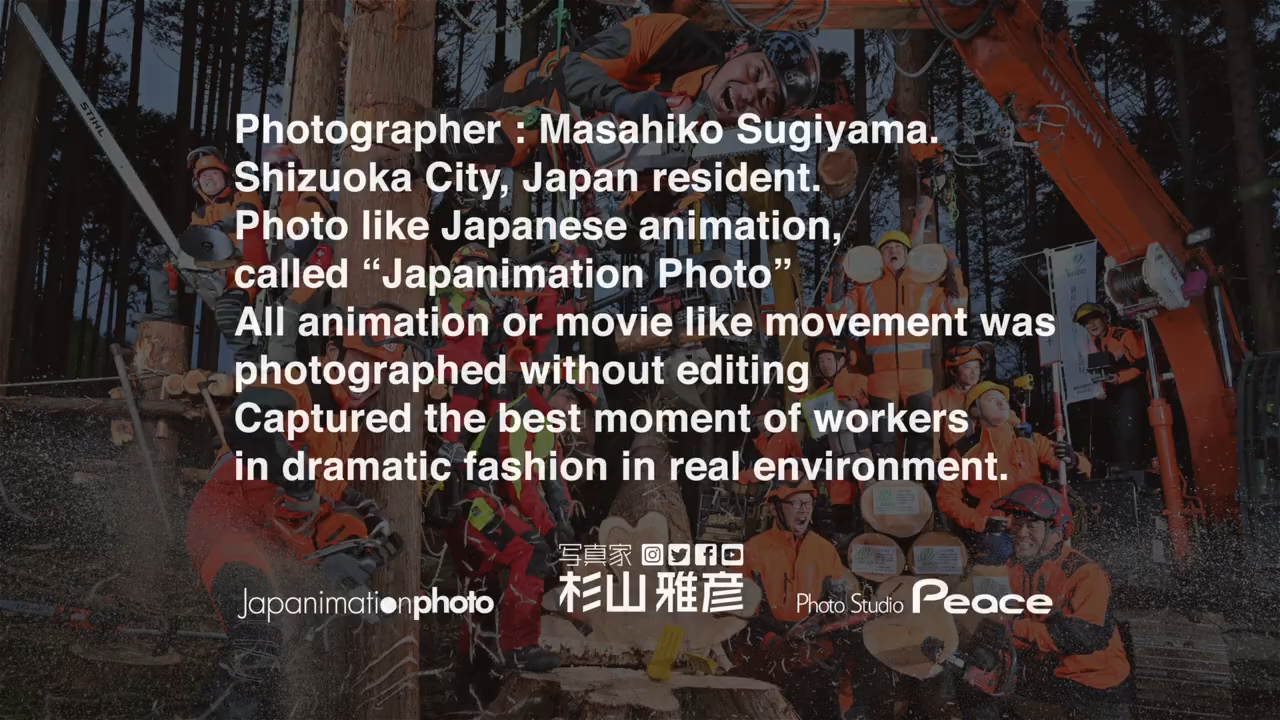 Photographer : Masahiko Sugiyama.
Shizuoka City, Japan resident.
Photo like Japanese animation,
called “Japanimation Photo”
All animation or movie like movement was
photographed without editing
Captured the best moment of workers
in dramatic fashion in real environment.
写真家
杉山雅彦
Japanimationphoto
Photo Studio Peace
STIHL
HITACHI